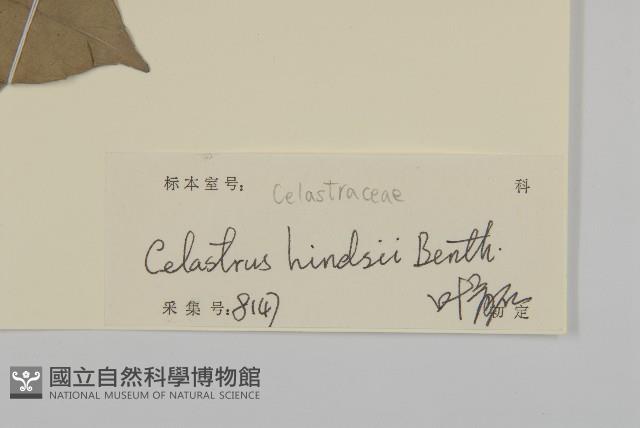 标本室号: Celastraceae 科
Celastrus hindsii Benth.
采集号: 8147 定
國立自然科學博物館
NATIONAL MUSEUM OF NATURAL SCIENCE